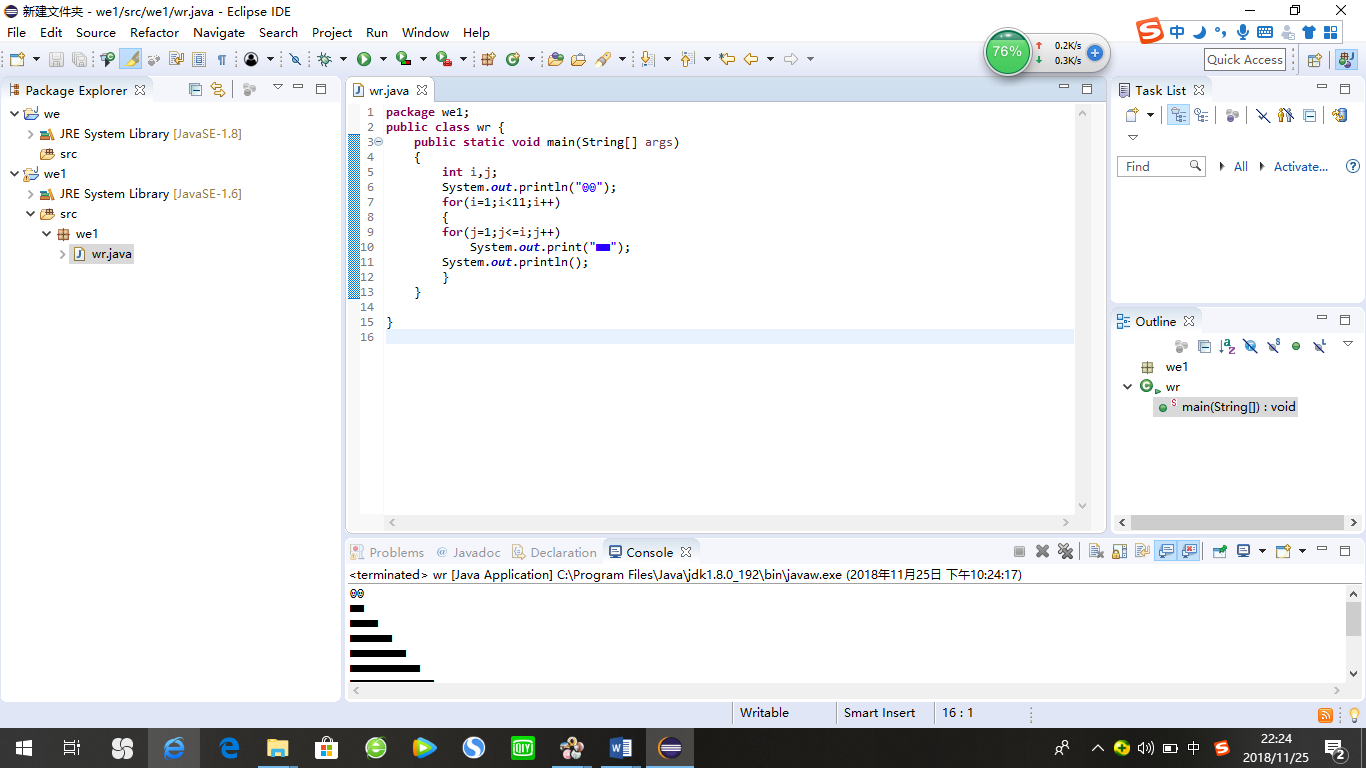 新建文件夹 - we1/src/we1/wr.java - Eclipse IDE
File Edit Source Refactor Navigate Search Project Run Window Help
中
76%
0.2K/s
0.3K/s
Quick Access
Package Explorer
we
JRE System Library [JavaSE-1.8]
src
we1
JRE System Library [JavaSE-1.6]
src
we1
wr.java
wr.java
1 package we1;
2 public class wr {
3 public static void main(String[] args)
4 {
5 int i,j;
6 System.out.println("@@");
7 for(i=1;i<11;i++)
8 {
9 for(j=1;j<=i;j++)
10 System.out.print("■■");
11 System.out.println();
12 }
13 }
14
15 }
16
Task List
Find
All
Activate...
Outline
we1
wr
main(String[]) : void
Problems
Javadoc
Declaration
Console
<terminated> wr [Java Application] C:\Program Files\Java\jdk1.8.0_192\bin\javaw.exe (2018年11月25日 下午10:24:17)
@@
■■
■■■■
■■■■■■
■■■■■■■■
■■■■■■■■■■
■■■■■■■■■■■■
Writable
Smart Insert
16 : 1
QIY
中
22:24
2018/11/25
2